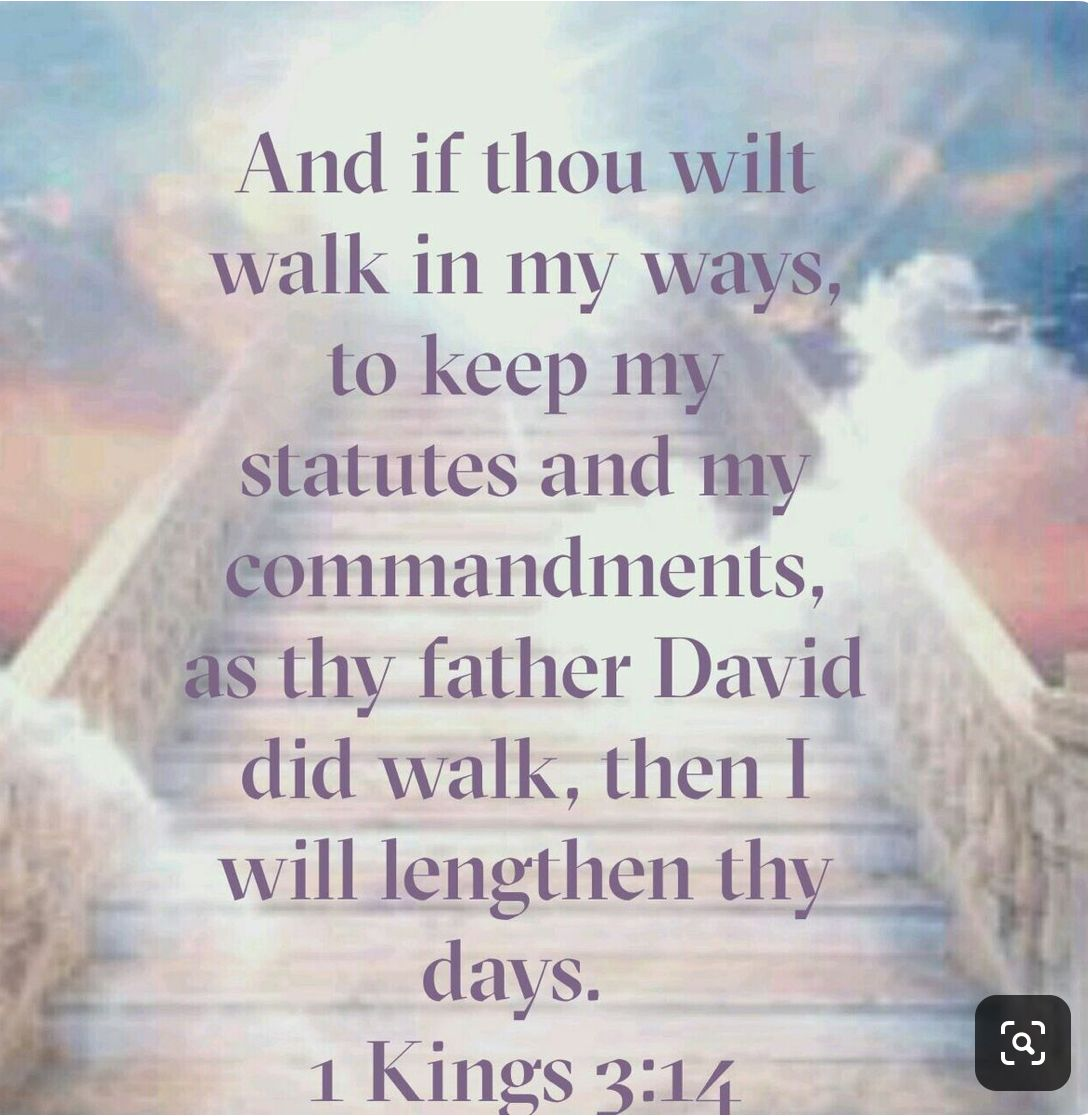 And if thou wilt
walk in my ways,
to keep my
statutes and my
commandments,
as thy father David
did walk, then I
will lengthen thy
days.
1 Kings 3:14